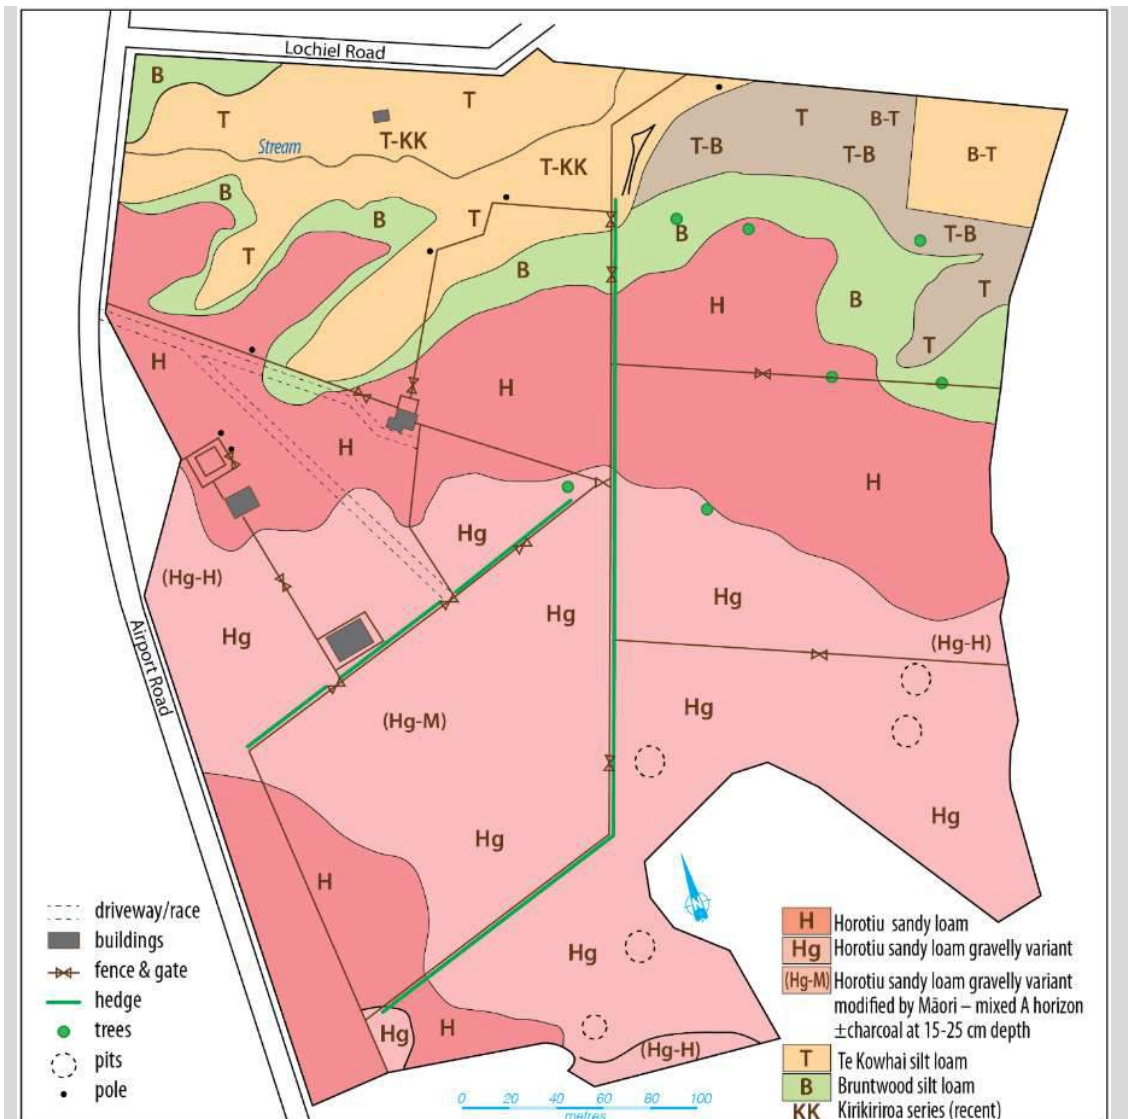 Lochiel Road
B
T
T
T-KK
Stream
T-KK
T
B-T
T-B
T-B
B-T
B
B
T
T
B
B
T-B
B
T
H
H
H
T
H
H
Hg
(Hg-H)
Hg
Hg
Hg
(Hg-H)
Airport Road
(Hg-M)
Hg
Hg
Hg
H
Hg
Hg
H
(Hg-H)
driveway/race
buildings
fence & gate
hedge
trees
pits
pole
0 20 40 60 80 100
metres
H Horotiu sandy loam
Hg Horotiu sandy loam gravelly variant
(Hg-M) Horotiu sandy loam gravelly variant
modified by Māori – mixed A horizon
±charcoal at 15-25 cm depth
T Te Kowhai silt loam
B Bruntwood silt loam
KK Kirikiriroa series (recent)